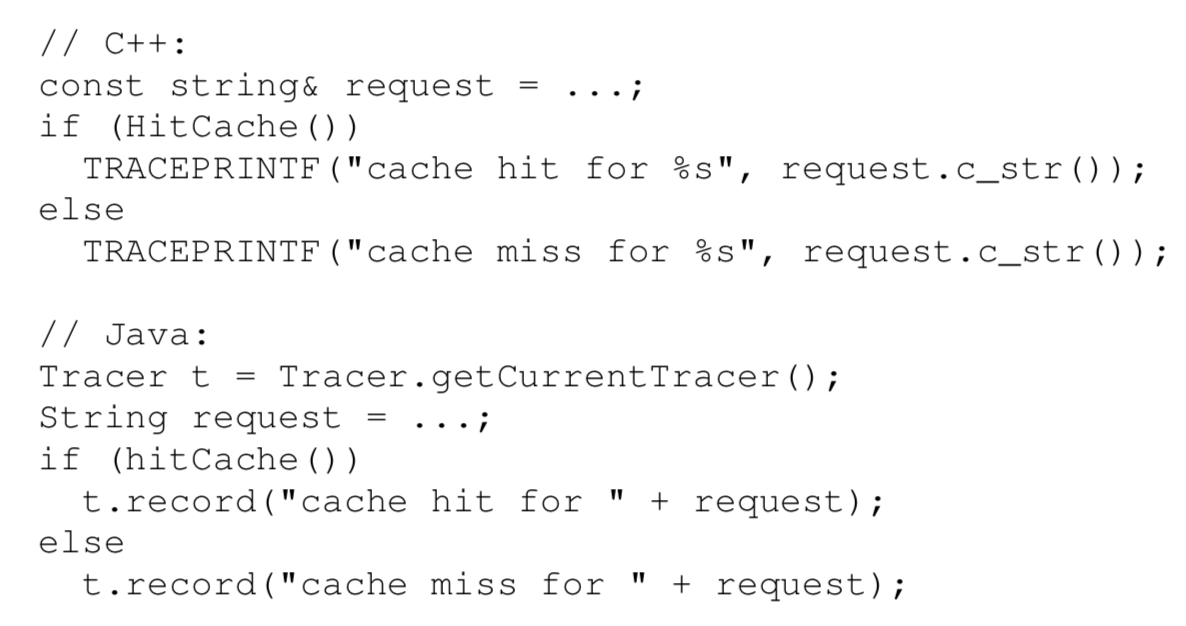 // C++:
const string& request = ...;
if (HitCache())
  TRACEPRINTF("cache hit for %s", request.c_str());
else
  TRACEPRINTF("cache miss for %s", request.c_str());

// Java:
Tracer t = Tracer.getCurrentTracer();
String request = ...;
if (hitCache())
  t.record("cache hit for " + request);
else
  t.record("cache miss for " + request);